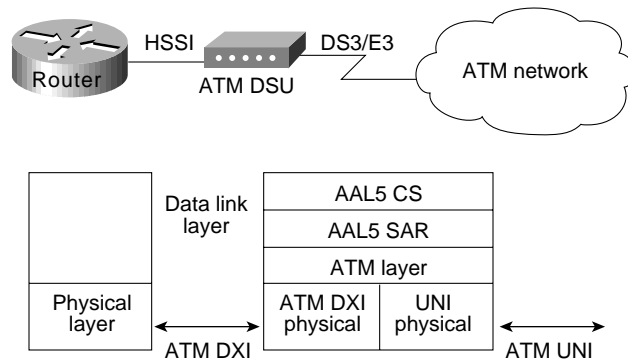 HSSI
DS3/E3
Router
ATM DSU
ATM network
Data link
layer
AAL5 CS
AAL5 SAR
ATM layer
Physical
layer
ATM DXI
physical
UNI
physical
ATM DXI
ATM UNI